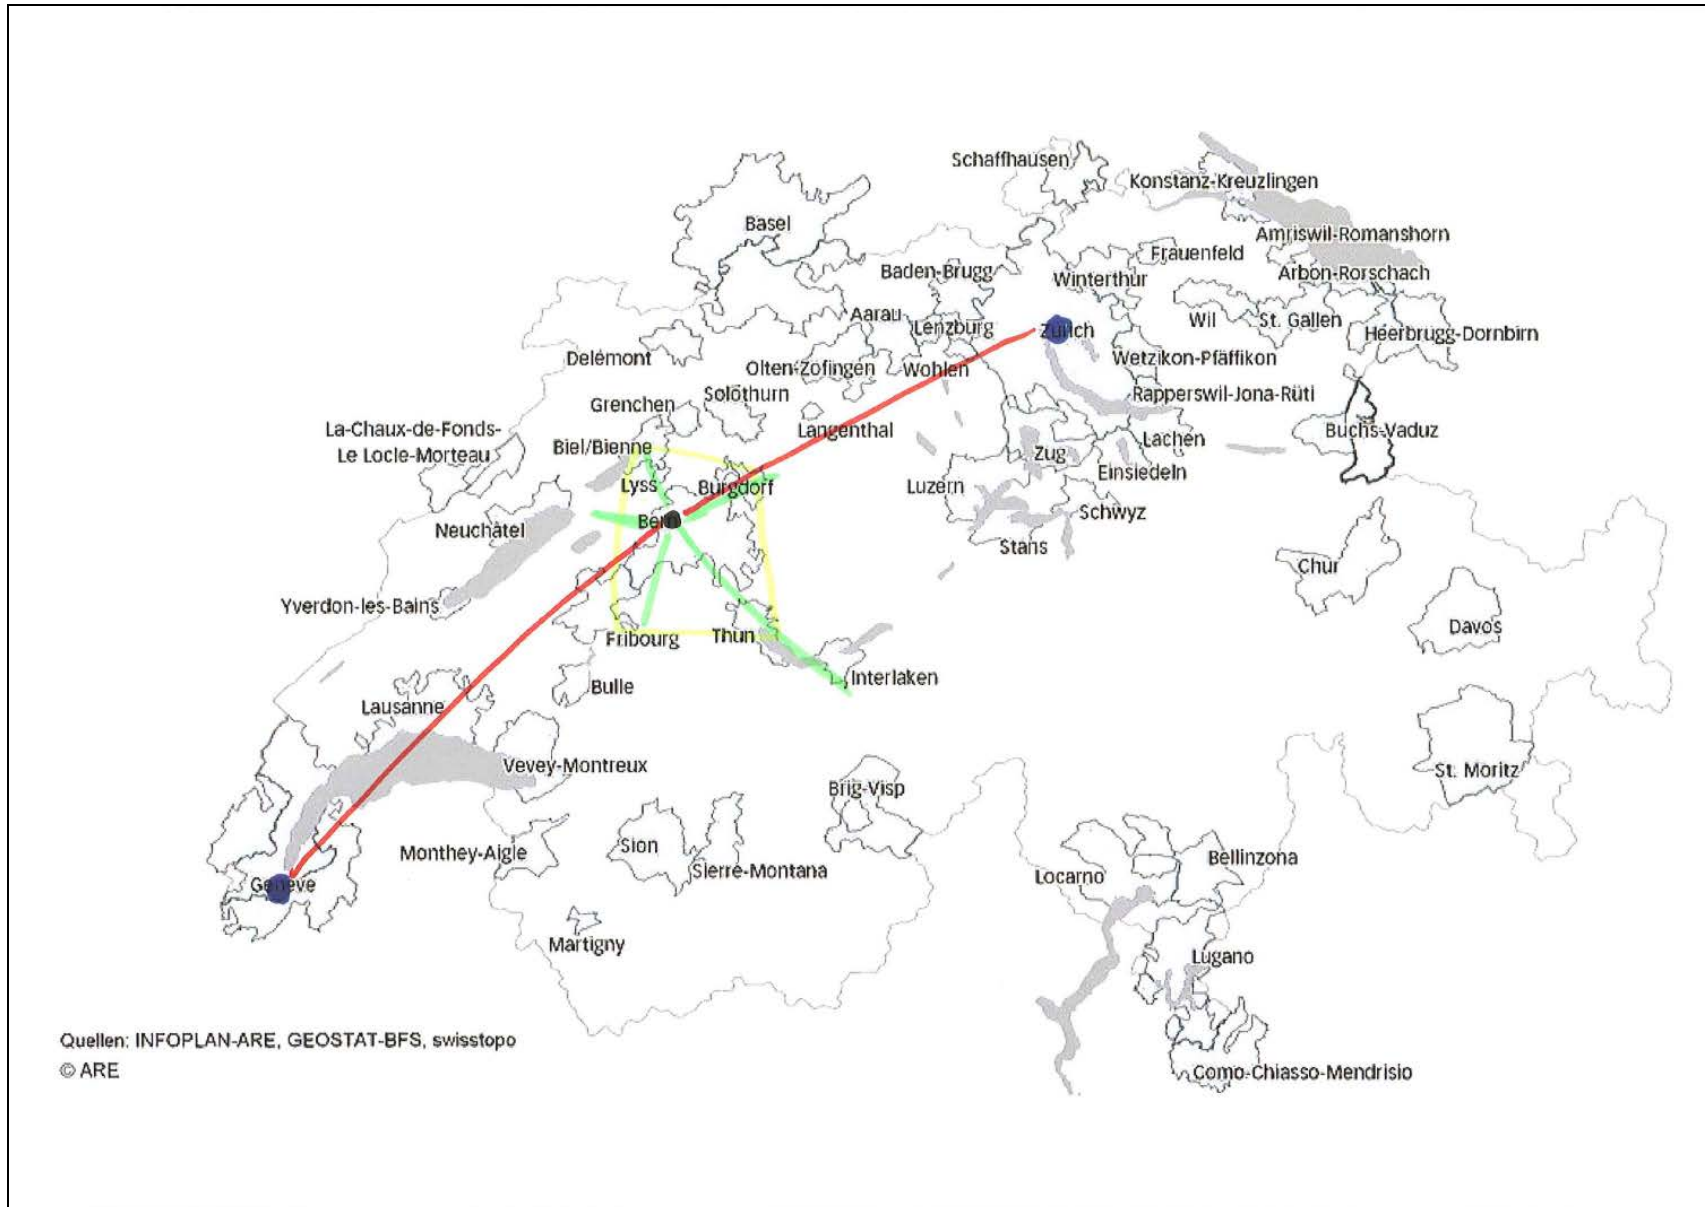 Schaffhausen
Konstanz-Kreuzlingen
Basel
Amriswil-Romanshorn
Frauenfeld
Baden-Brugg
Winterthur
Arbon-Rorschach
Aarau
Lenzburg
Zürich
Wil
St. Gallen
Heerbrugg-Dornbirn
Delémont
Olten-Zofingen
Wohlen
Wetzikon-Pfäffikon
Solothurn
Rapperswil-Jona-Rüti
Grenchen
La-Chaux-de-Fonds-
Le Locle-Morteau
Langenthal
Buchs-Vaduz
Biel/Bienne
Lachen
Zug
Einsiedeln
Lyss
Burgdorf
Luzern
Schwyz
Bern
Neuchâtel
Stans
Chur
Yverdon-les-Bains
Davos
Fribourg
Thun
Interlaken
Bulle
Lausanne
Vevey-Montreux
St. Moritz
Brig-Visp
Monthey-Aigle
Sion
Sierre-Montana
Bellinzona
Locarno
Genève
Martigny
Lugano
Como-Chiasso-Mendrisio
Quellen: INFOPLAN-ARE, GEOSTAT-BFS, swisstopo
© ARE